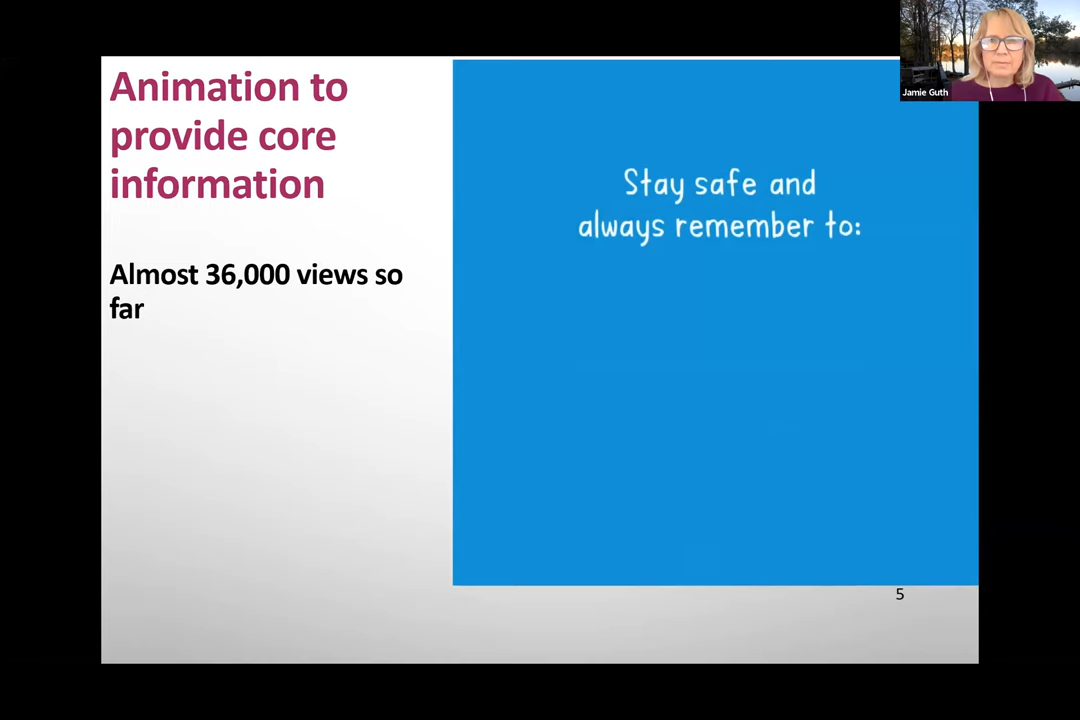 Animation to
provide core
information
Almost 36,000 views so
far
Stay safe and
always remember to:
5
Jamie Guth